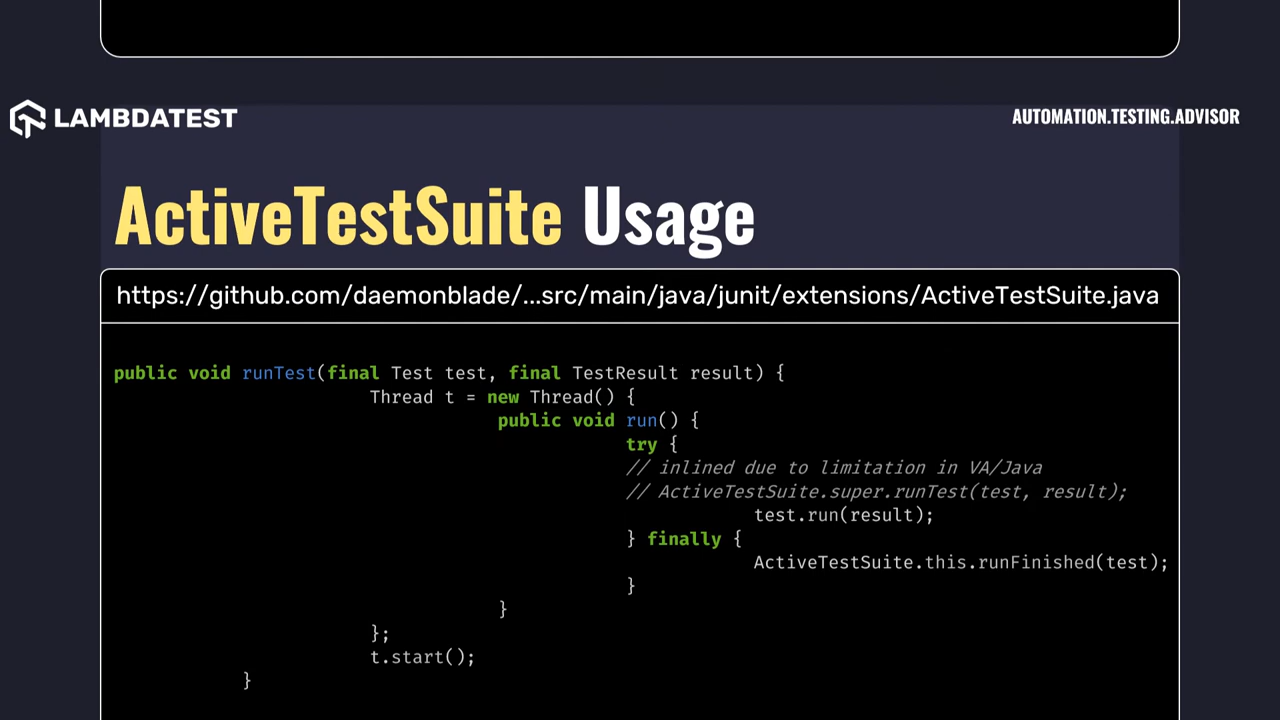 LAMBDATEST
AUTOMATION.TESTING.ADVISOR
ActiveTestSuite Usage
https://github.com/daemonblade/...src/main/java/junit/extensions/ActiveTestSuite.java
public void runTest(final Test test, final TestResult result) {
Thread t = new Thread() {
public void run() {
try {
// inlined due to limitation in VA/Java
// ActiveTestSuite.super.runTest(test, result);
test.run(result);
} finally {
ActiveTestSuite.this.runFinished(test);
}
}
};
t.start();
}